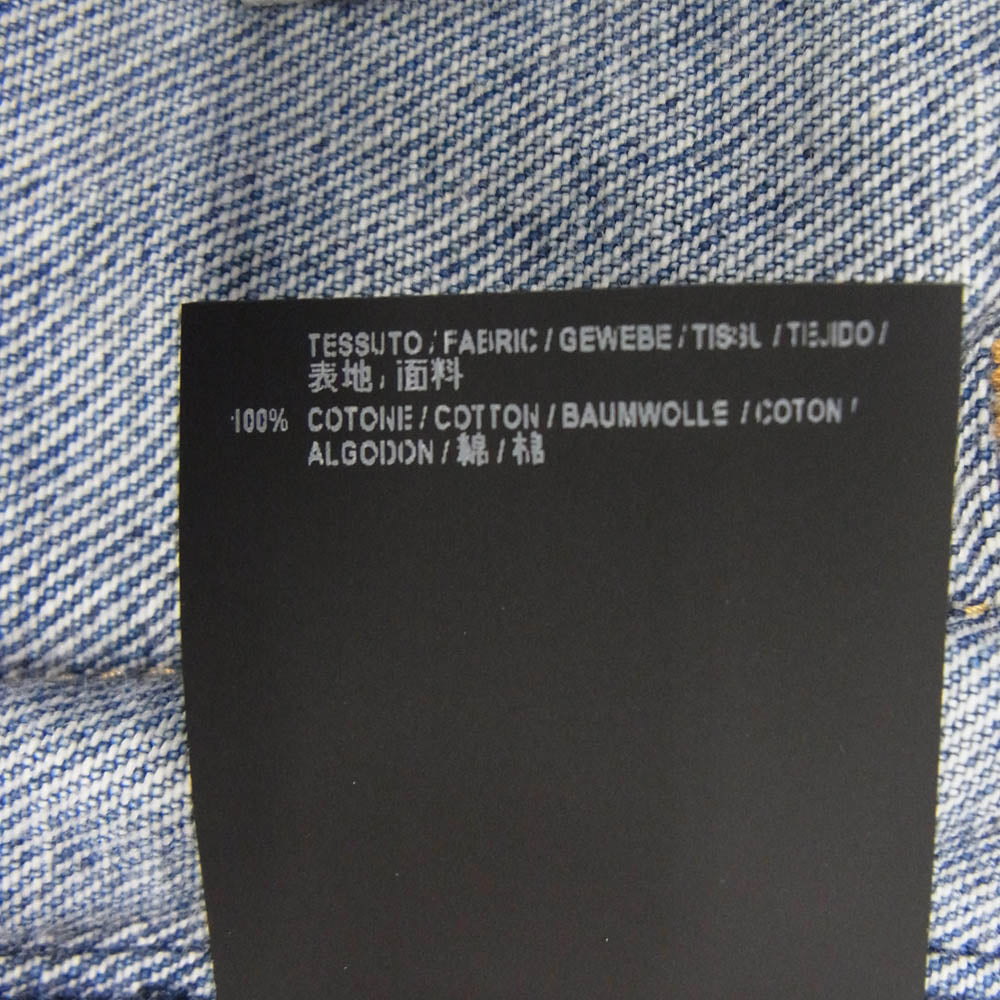 TESSUTO / FABRIC / GEWEBE / TISSU / TEJIDO /
表地 / 面料
100% COTONE / COTTON / BAUMWOLLE / COTON /
ALGODON / 綿 / 棉